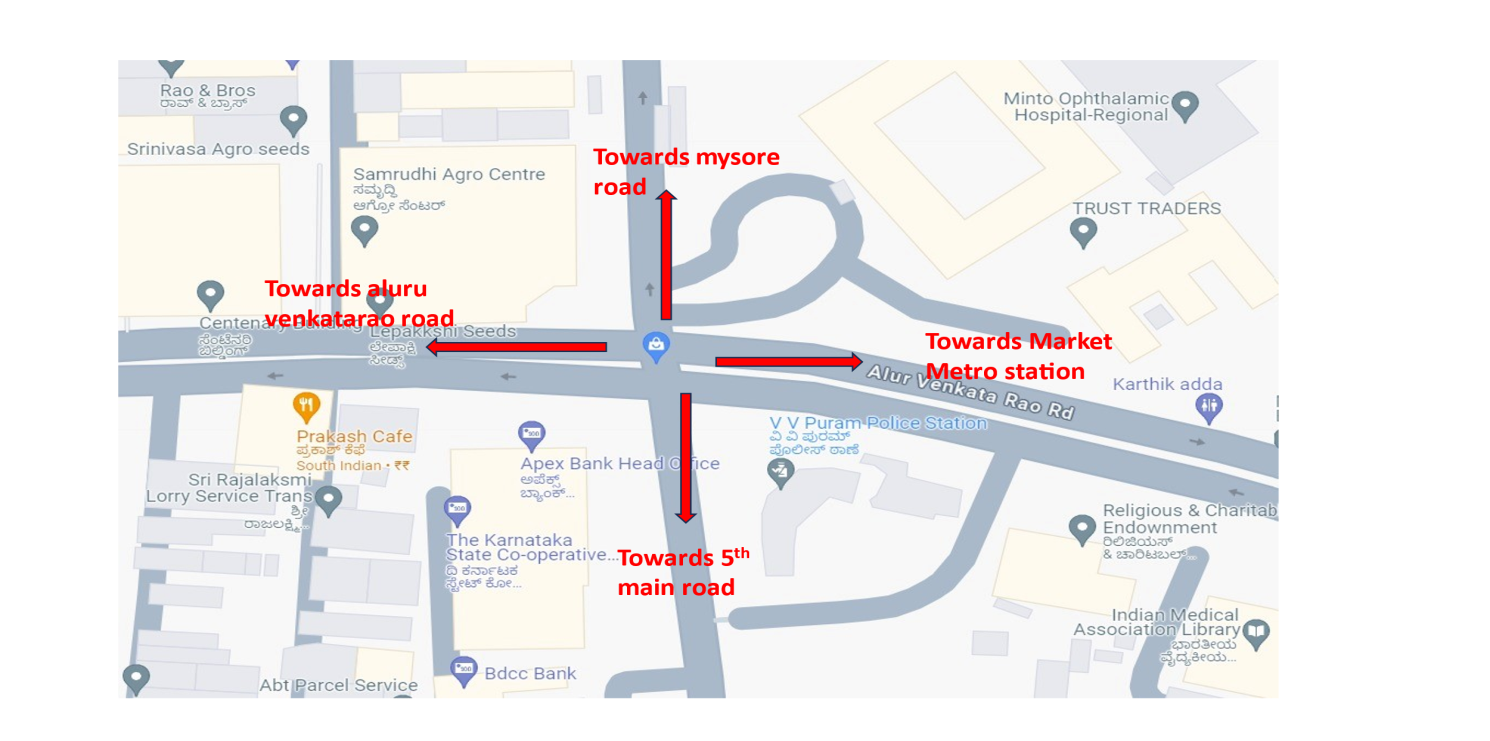 Rao & Bros
ರಾವ್ & ಬ್ರಾಸ್
Srinivasa Agro seeds
Samrudhi Agro Centre
ಸಮೃದ್ಧಿ
ಆಗ್ರೋ ಸೆಂಟರ್
Towards mysore
road
Minto Ophthalamic
Hospital-Regional
TRUST TRADERS
Towards aluru
venkatarao road
Centenary Building
ಸೆಂಟಿನರಿ
ಬಿಲ್ಡಿಂಗ್
Lepakkshi Seeds
ಲೇಪಾಕ್ಷಿ
ಸೀಡ್ಸ್
Towards Market
Metro station
Alur Venkata Rao Rd
Karthik adda
Prakash Cafe
ಪ್ರಕಾಶ್ ಕೆಫೆ
South Indian • ₹₹
V V Puram Police Station
ವಿ ವಿ ಪುರಮ್
ಪೊಲೀಸ್ ಠಾಣೆ
Apex Bank Head Office
ಅಪೆಕ್ಸ್
ಬ್ಯಾಂಕ್...
Sri Rajalaksmi
Lorry Service Trans
ಶ್ರೀ
ರಾಜಲಕ್ಷ್ಮಿ...
The Karnataka
State Co-operative...
ದಿ ಕರ್ನಾಟಕ
ಸ್ಟೇಟ್ ಕೋ...
Towards 5th
main road
Religious & Charitab
Endownment
ರಿಲಿಜಿಯಸ್
& ಚಾರಿಟಬಲ್...
Indian Medical
Association Library
ಭಾರತೀಯ
ವೈದ್ಯಕೀಯ...
Abt Parcel Service
Bdcc Bank